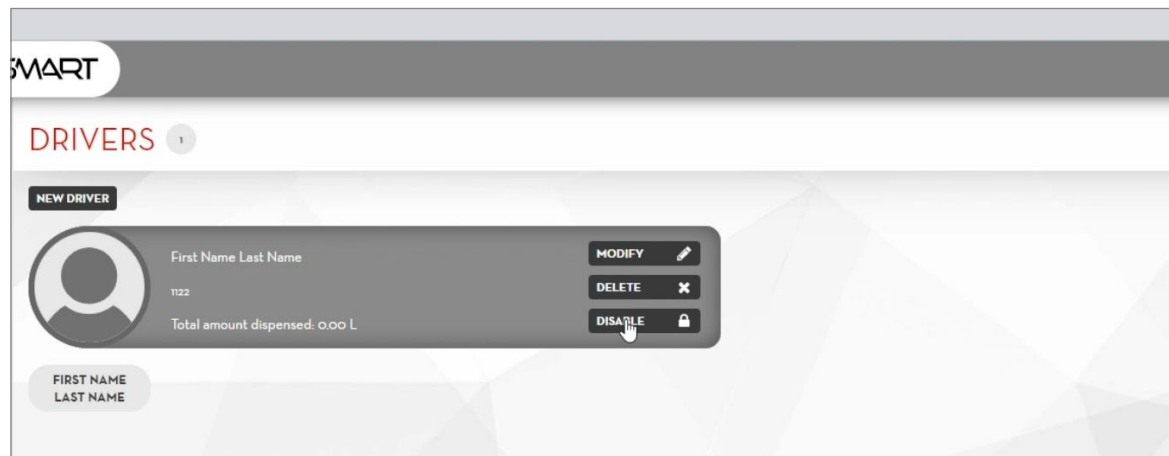 SMART
DRIVERS 1
NEW DRIVER
First Name Last Name
1122
Total amount dispensed: 0.00 L
MODIFY
DELETE
DISABLE
FIRST NAME
LAST NAME